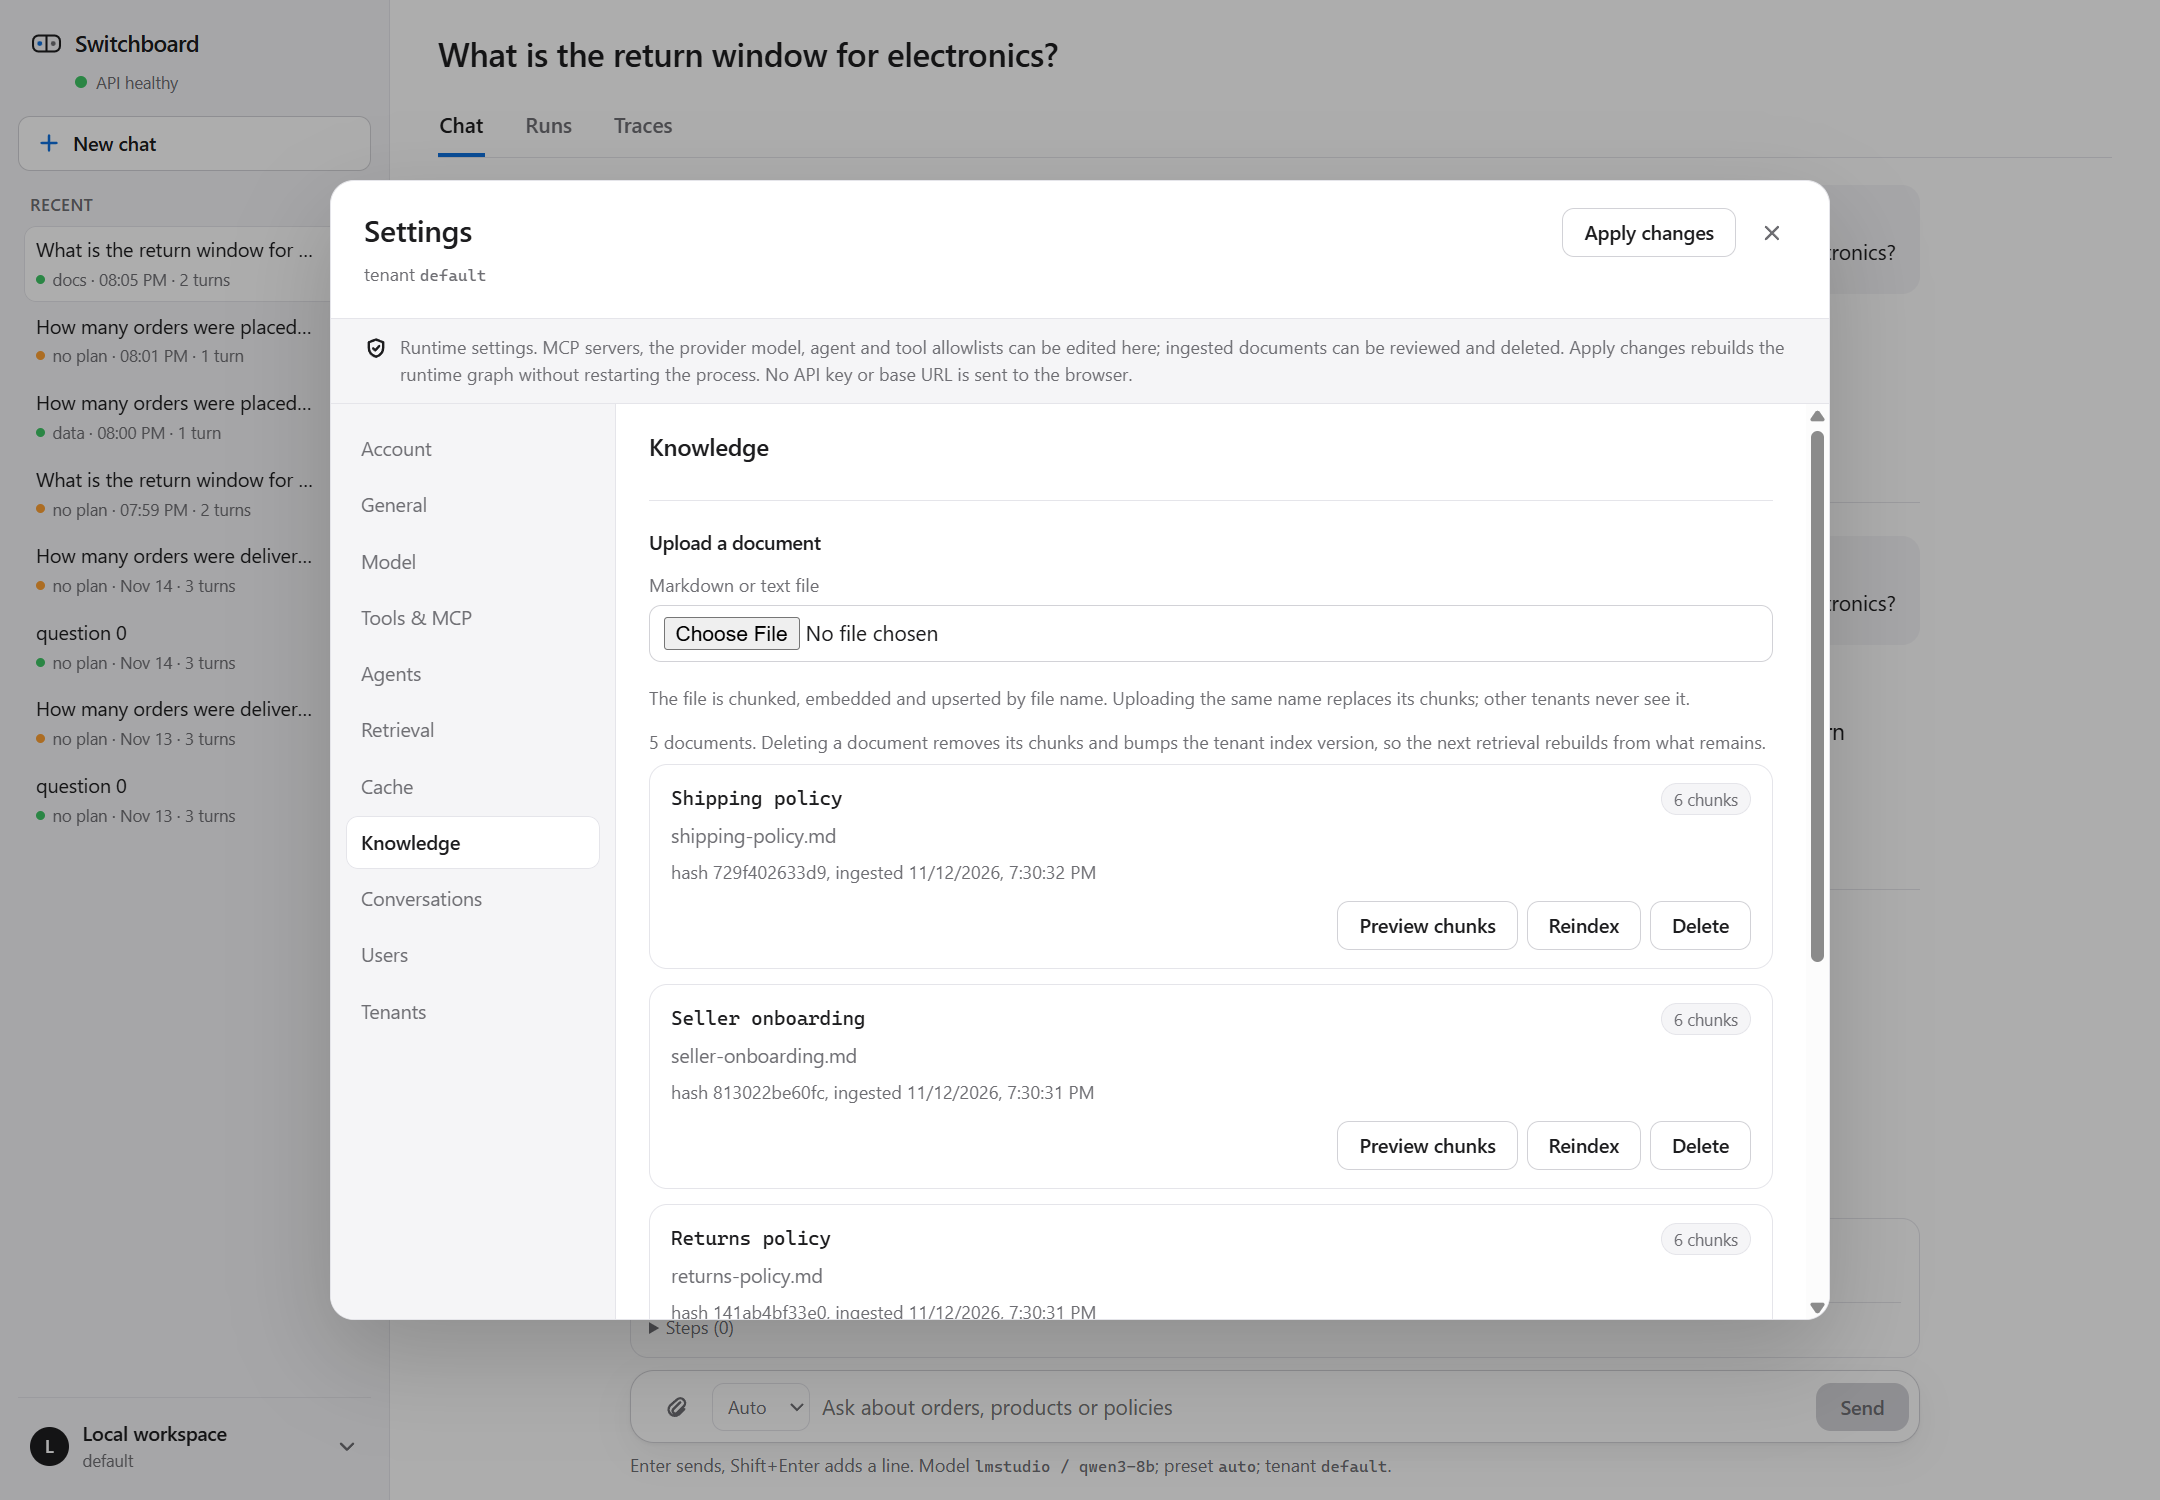 Switchboard
API healthy
New chat
RECENT
What is the return window for ...
docs · 08:05 PM · 2 turns
How many orders were placed...
no plan · 08:01 PM · 1 turn
How many orders were placed...
data · 08:00 PM · 1 turn
What is the return window for ...
no plan · 07:59 PM · 2 turns
How many orders were deliver...
no plan · Nov 14 · 3 turns
question 0
no plan · Nov 14 · 3 turns
How many orders were deliver...
no plan · Nov 13 · 3 turns
question 0
no plan · Nov 13 · 3 turns
L
Local workspace
default
What is the return window for electronics?
Chat Runs Traces
ctronics?
ctronics?
rn
Settings
tenant default
Apply changes
Runtime settings. MCP servers, the provider model, agent and tool allowlists can be edited here; ingested documents can be reviewed and deleted. Apply changes rebuilds the
runtime graph without restarting the process. No API key or base URL is sent to the browser.
Account
General
Model
Tools & MCP
Agents
Retrieval
Cache
Knowledge
Conversations
Users
Tenants
Knowledge
Upload a document
Markdown or text file
Choose File No file chosen
The file is chunked, embedded and upserted by file name. Uploading the same name replaces its chunks; other tenants never see it.
5 documents. Deleting a document removes its chunks and bumps the tenant index version, so the next retrieval rebuilds from what remains.
Shipping policy
6 chunks
shipping-policy.md
hash 729f402633d9, ingested 11/12/2026, 7:30:32 PM
Preview chunks Reindex Delete
Seller onboarding
6 chunks
seller-onboarding.md
hash 813022be60fc, ingested 11/12/2026, 7:30:31 PM
Preview chunks Reindex Delete
Returns policy
6 chunks
returns-policy.md
hash 141ab4bf33e0, ingested 11/12/2026, 7:30:31 PM
Steps (0)
Auto
Ask about orders, products or policies
Send
Enter sends, Shift+Enter adds a line. Model lmstudio / qwen3-8b; preset auto; tenant default.